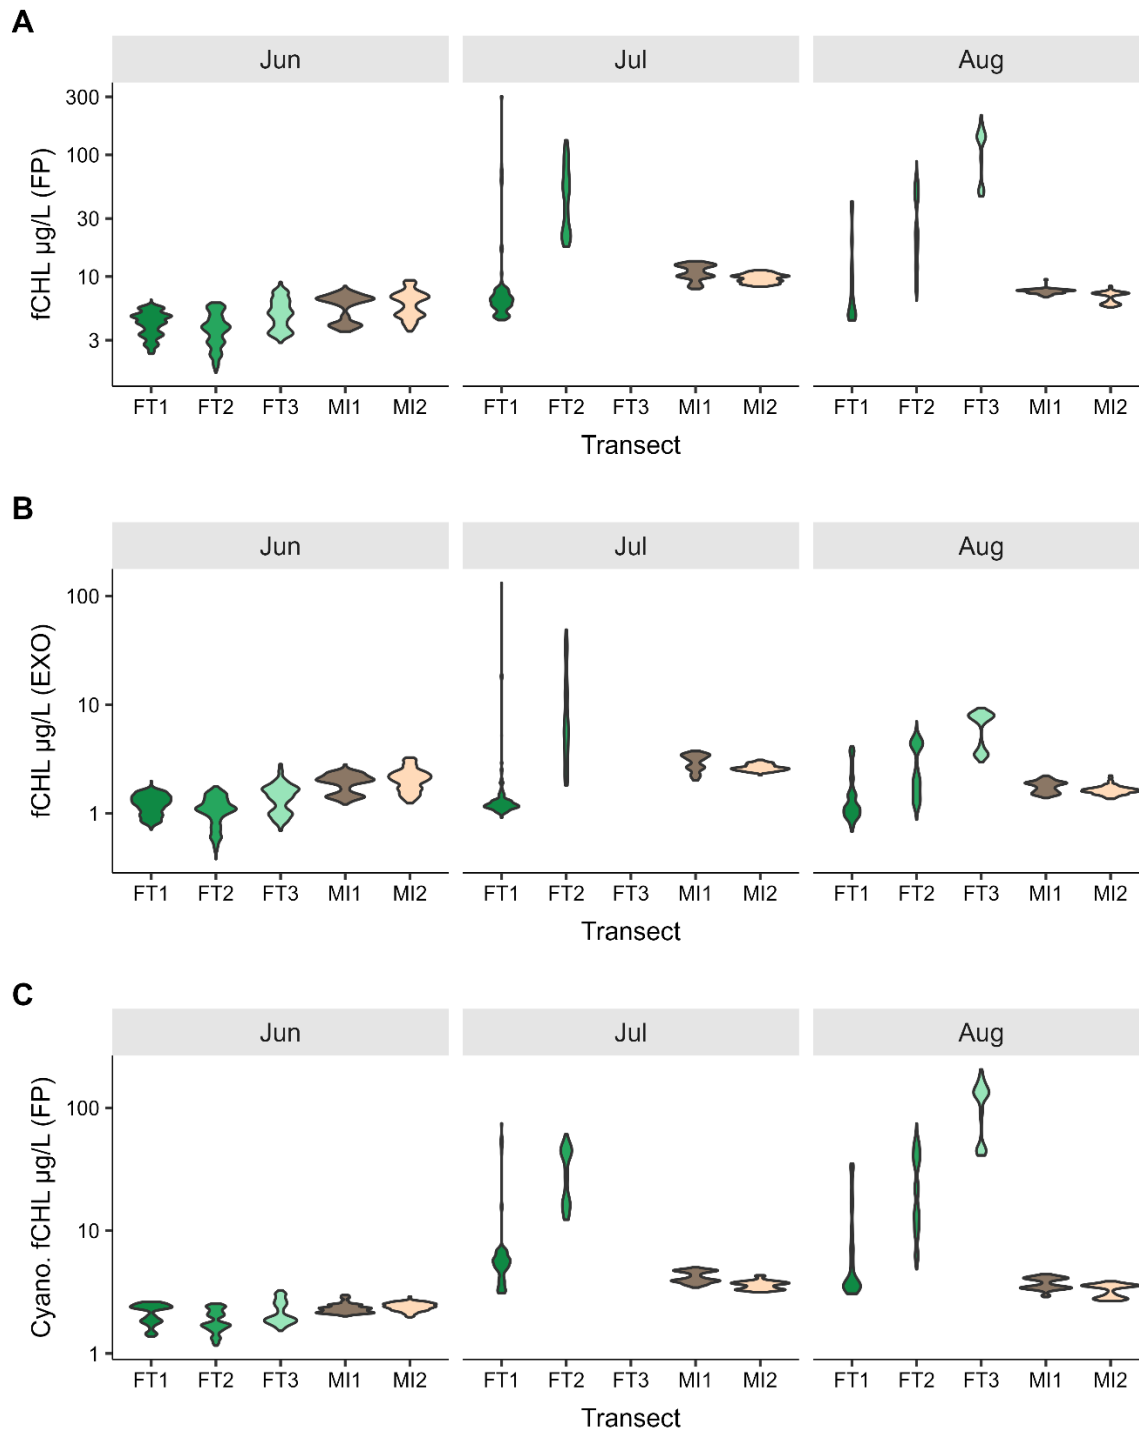 A
Jun Jul Aug
fCHL µg/L (FP)
300
100
30
10
3
FT1 FT2 FT3 MI1 MI2 FT1 FT2 FT3 MI1 MI2 FT1 FT2 FT3 MI1 MI2
Transect
B
Jun Jul Aug
fCHL µg/L (EXO)
100
10
1
FT1 FT2 FT3 MI1 MI2 FT1 FT2 FT3 MI1 MI2 FT1 FT2 FT3 MI1 MI2
Transect
C
Jun Jul Aug
Cyano. fCHL µg/L (FP)
100
10
1
FT1 FT2 FT3 MI1 MI2 FT1 FT2 FT3 MI1 MI2 FT1 FT2 FT3 MI1 MI2
Transect